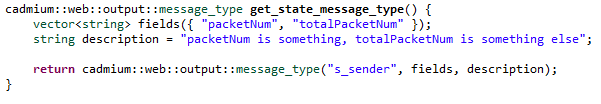 cadmium::web::output::message_type get_state_message_type() {
    vector<string> fields({ "packetNum", "totalPacketNum" });
    string description = "packetNum is something, totalPacketNum is something else";

    return cadmium::web::output::message_type("s_sender", fields, description);
}